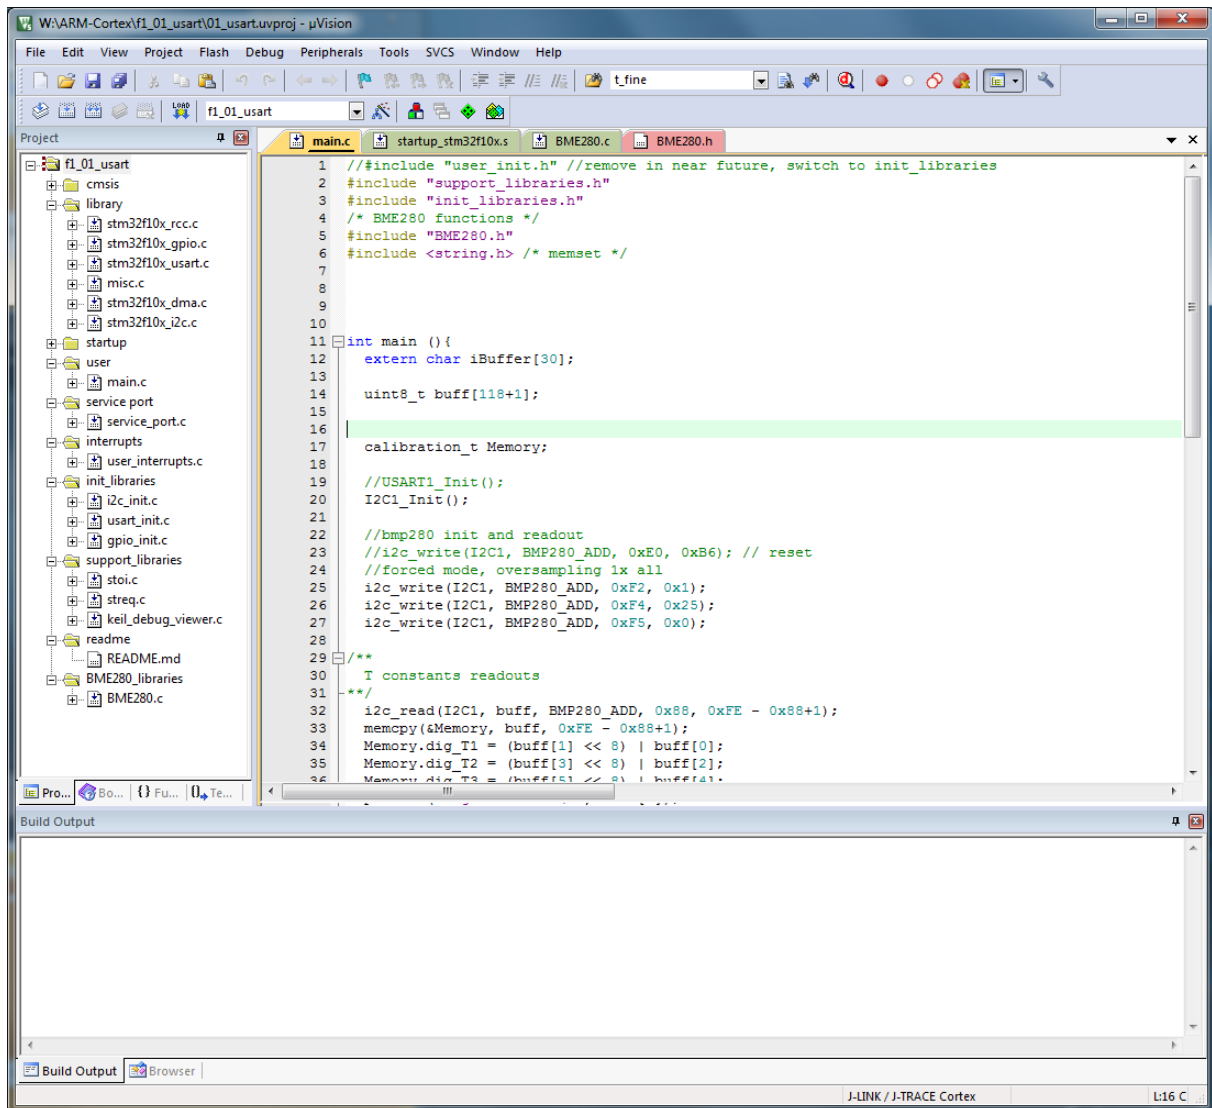 W:\ARM-Cortex\f1_01_usart\01_usart.uvproj - µVision
File Edit View Project Flash Debug Peripherals Tools SVCS Window Help
t_fine
LOAD f1_01_usart
Project
main.c startup_stm32f10x.s BME280.c BME280.h
f1_01_usart
cmsis
library
stm32f10x_rcc.c
stm32f10x_gpio.c
stm32f10x_usart.c
misc.c
stm32f10x_dma.c
stm32f10x_i2c.c
startup
user
main.c
service port
service_port.c
interrupts
user_interrupts.c
init_libraries
i2c_init.c
usart_init.c
gpio_init.c
support_libraries
stoi.c
streq.c
keil_debug_viewer.c
readme
README.md
BME280_libraries
BME280.c
Pro... Bo... {} Fu... Te...
1 //#include "user_init.h" //remove in near future, switch to init_libraries
2 #include "support_libraries.h"
3 #include "init_libraries.h"
4 /* BME280 functions */
5 #include "BME280.h"
6 #include <string.h> /* memset */
7
8
9
10
11 int main (){
12 extern char iBuffer[30];
13
14 uint8_t buff[118+1];
15
16
17 calibration_t Memory;
18
19 //USART1_Init();
20 I2C1_Init();
21
22 //bmp280 init and readout
23 //i2c_write(I2C1, BMP280_ADD, 0xE0, 0xB6); // reset
24 //forced mode, oversampling 1x all
25 i2c_write(I2C1, BMP280_ADD, 0xF2, 0x1);
26 i2c_write(I2C1, BMP280_ADD, 0xF4, 0x25);
27 i2c_write(I2C1, BMP280_ADD, 0xF5, 0x0);
28
29 /**
30 T constants readouts
31 **/
32 i2c_read(I2C1, buff, BMP280_ADD, 0x88, 0xFE - 0x88+1);
33 memcpy(&Memory, buff, 0xFE - 0x88+1);
34 Memory.dig_T1 = (buff[1] << 8) | buff[0];
35 Memory.dig_T2 = (buff[3] << 8) | buff[2];
36 Memory.dig_T3 = (buff[5] << 8) | buff[4];
Build Output
Build Output Browser
J-LINK / J-TRACE Cortex L:16 C